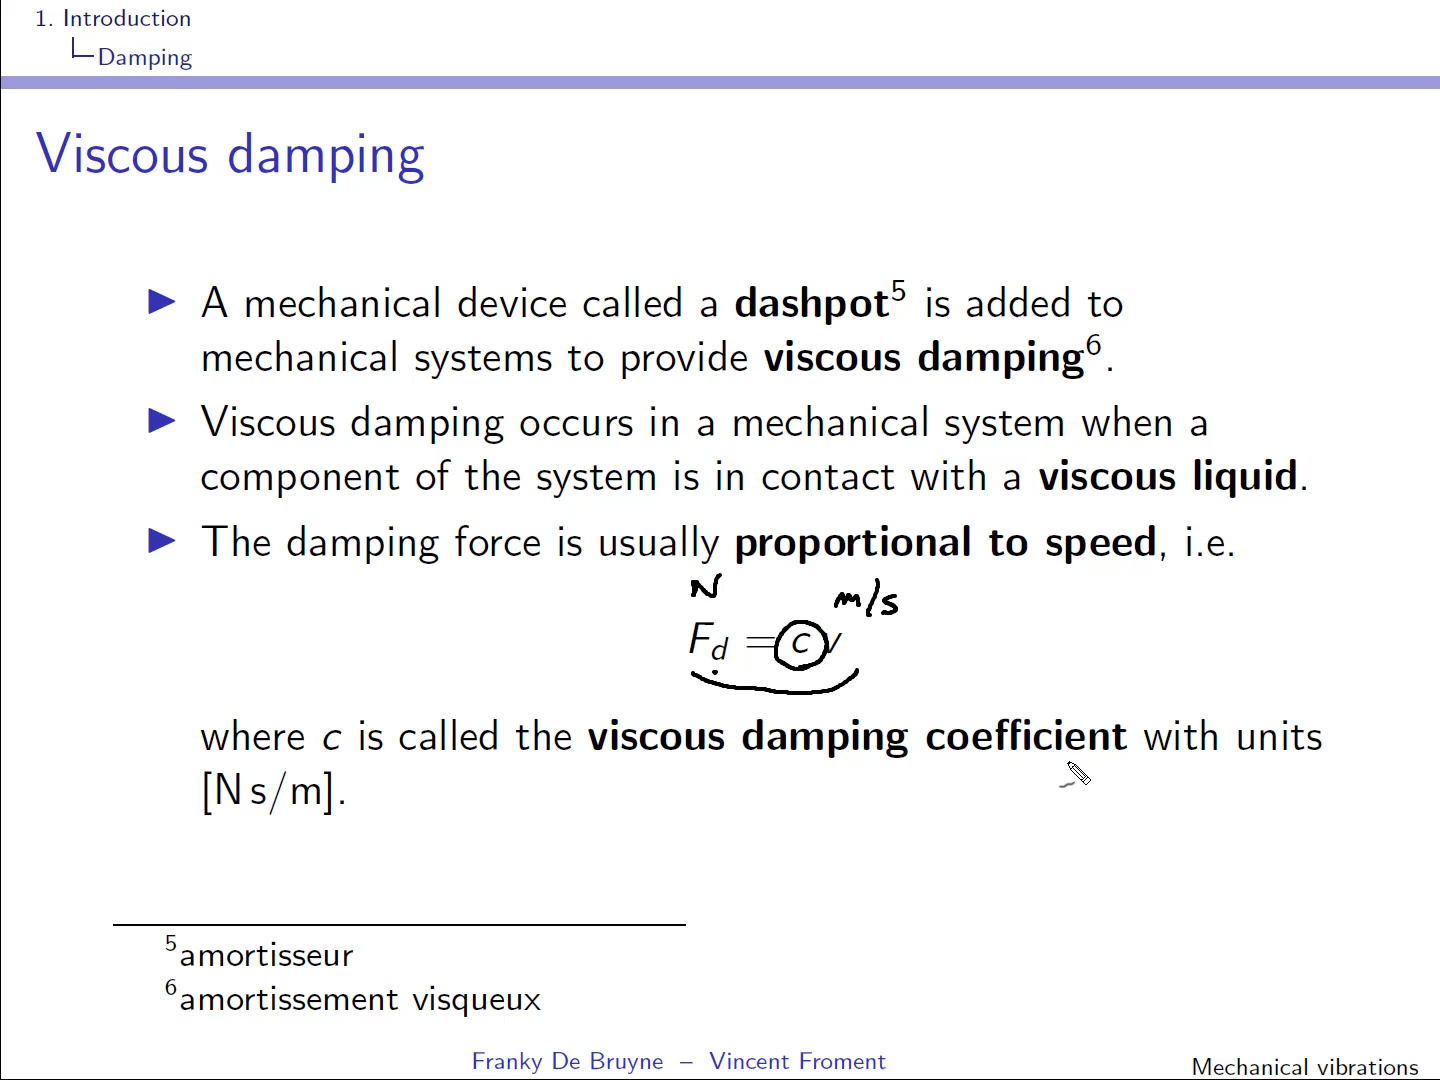 1. Introduction
Damping
Viscous damping
▶ A mechanical device called a dashpot⁵ is added to
mechanical systems to provide viscous damping⁶.
▶ Viscous damping occurs in a mechanical system when a
component of the system is in contact with a viscous liquid.
▶ The damping force is usually proportional to speed, i.e.
N m/s
F_d = c v
where c is called the viscous damping coefficient with units
[N s/m].
⁵amortisseur
⁶amortissement visqueux
Franky De Bruyne – Vincent Froment
Mechanical vibrations